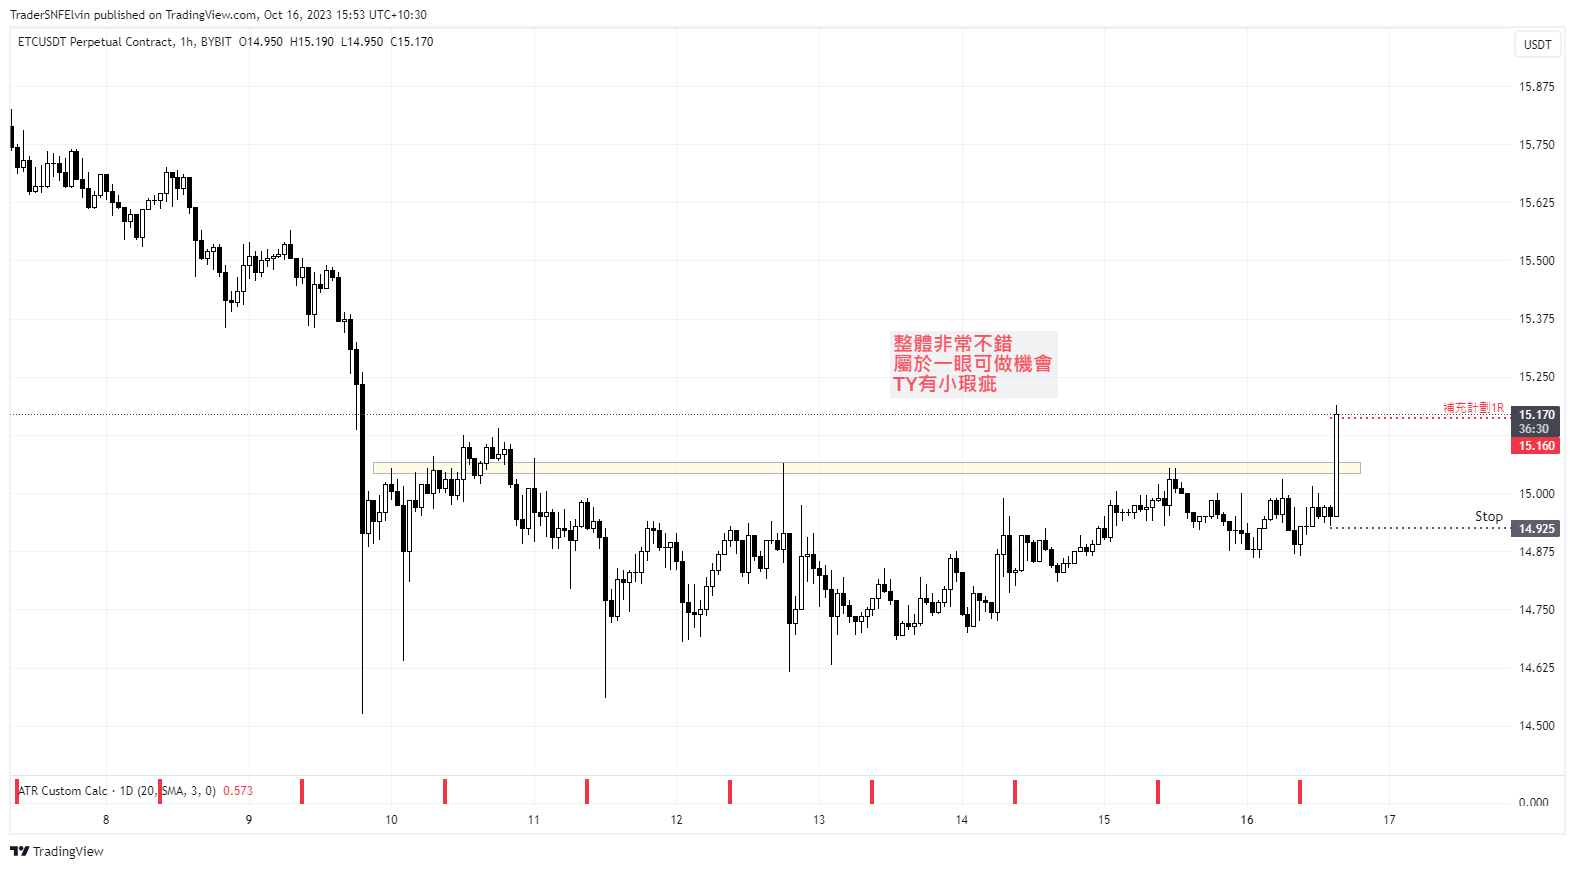 TraderSNFElvin published on TradingView.com, Oct 16, 2023 15:53 UTC+10:30
ETCUSDT Perpetual Contract, 1h, BYBIT O14.950 H15.190 L14.950 C15.170
USDT
15.875
15.750
15.625
15.500
15.375
整體非常不錯
屬於一眼可做機會
TY有小瑕疵
15.250
補充計劃1R
15.170
36:30
15.160
15.000
Stop
14.925
14.875
14.750
14.625
14.500
ATR Custom Calc · 1D (20, SMA, 3, 0) 0.573
0.000
8 9 10 11 12 13 14 15 16 17
TradingView